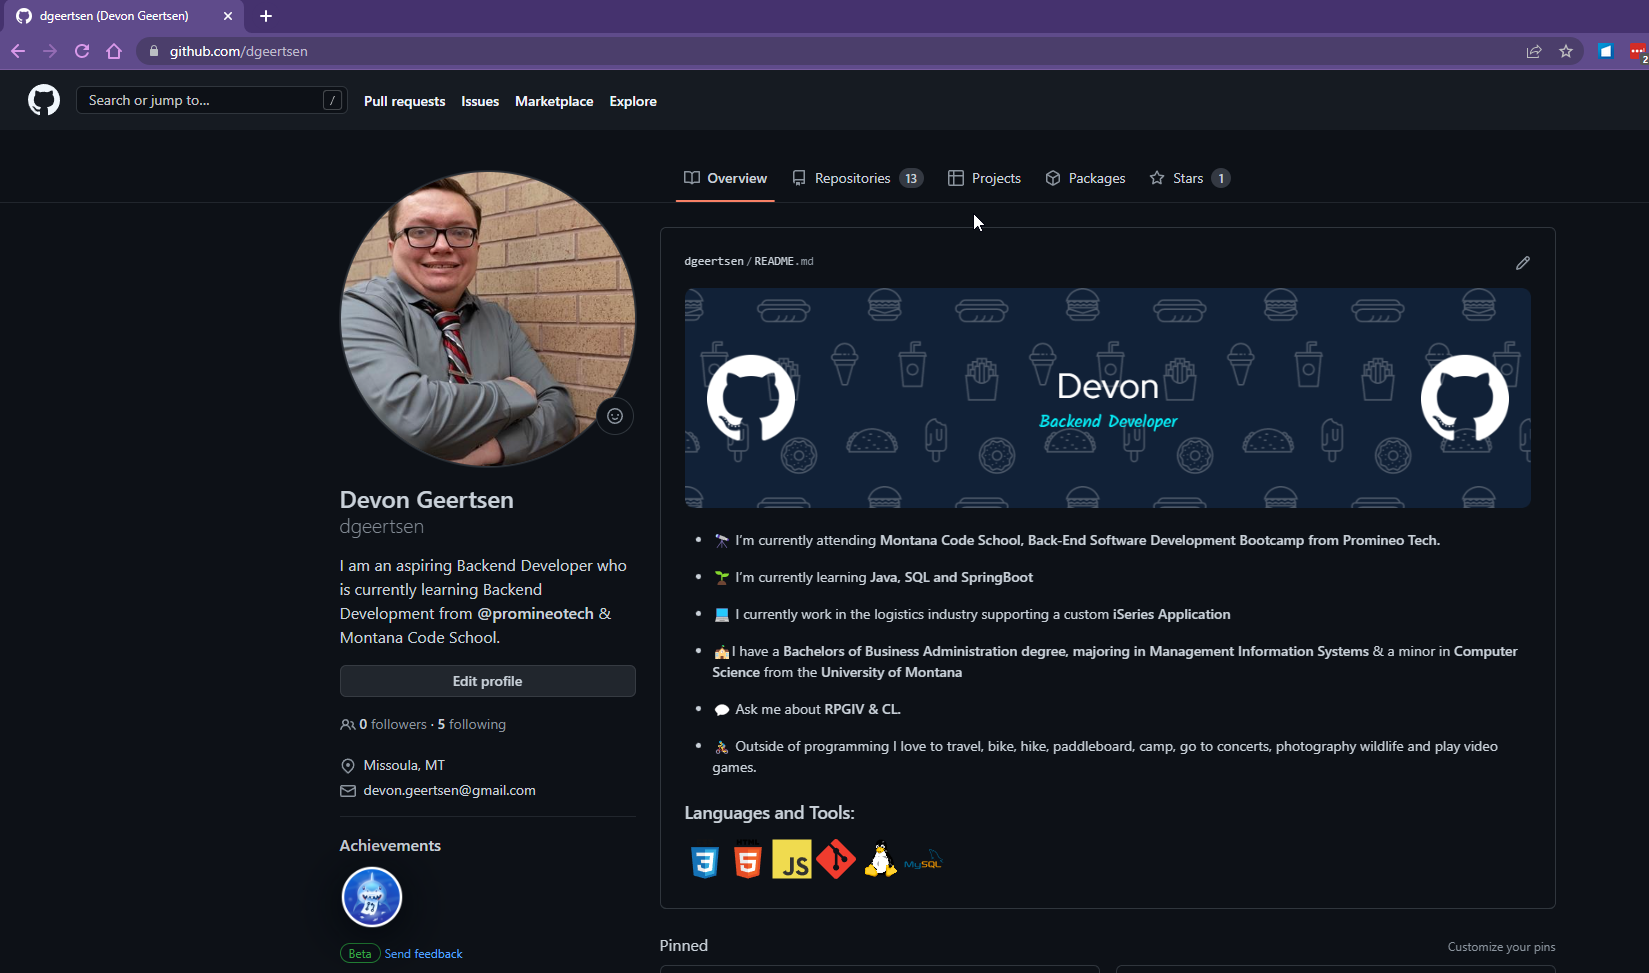 dgeertsen (Devon Geertsen)
github.com/dgeertsen
2
Search or jump to... /
Pull requests Issues Marketplace Explore
Overview Repositories 13 Projects Packages Stars 1
dgeertsen/README.md
Devon
Backend Developer
Devon Geertsen
dgeertsen
I am an aspiring Backend Developer who
is currently learning Backend
Development from @promineotech &
Montana Code School.
Edit profile
0 followers · 5 following
Missoula, MT
devon.geertsen@gmail.com
Achievements
Beta Send feedback
• I'm currently attending Montana Code School, Back-End Software Development Bootcamp from Promineo Tech.
• I'm currently learning Java, SQL and SpringBoot
• I currently work in the logistics industry supporting a custom iSeries Application
• I have a Bachelors of Business Administration degree, majoring in Management Information Systems & a minor in Computer
Science from the University of Montana
• Ask me about RPGIV & CL.
• Outside of programming I love to travel, bike, hike, paddleboard, camp, go to concerts, photography wildlife and play video
games.
Languages and Tools:
3 HTML 5 JS MySQL
Pinned
Customize your pins